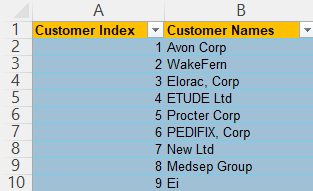 A B
1 Customer Index Customer Names
2 1 Avon Corp
3 2 WakeFern
4 3 Elorac, Corp
5 4 ETUDE Ltd
6 5 Procter Corp
7 6 PEDIFIX, Corp
8 7 New Ltd
9 8 Medsep Group
10 9 Ei